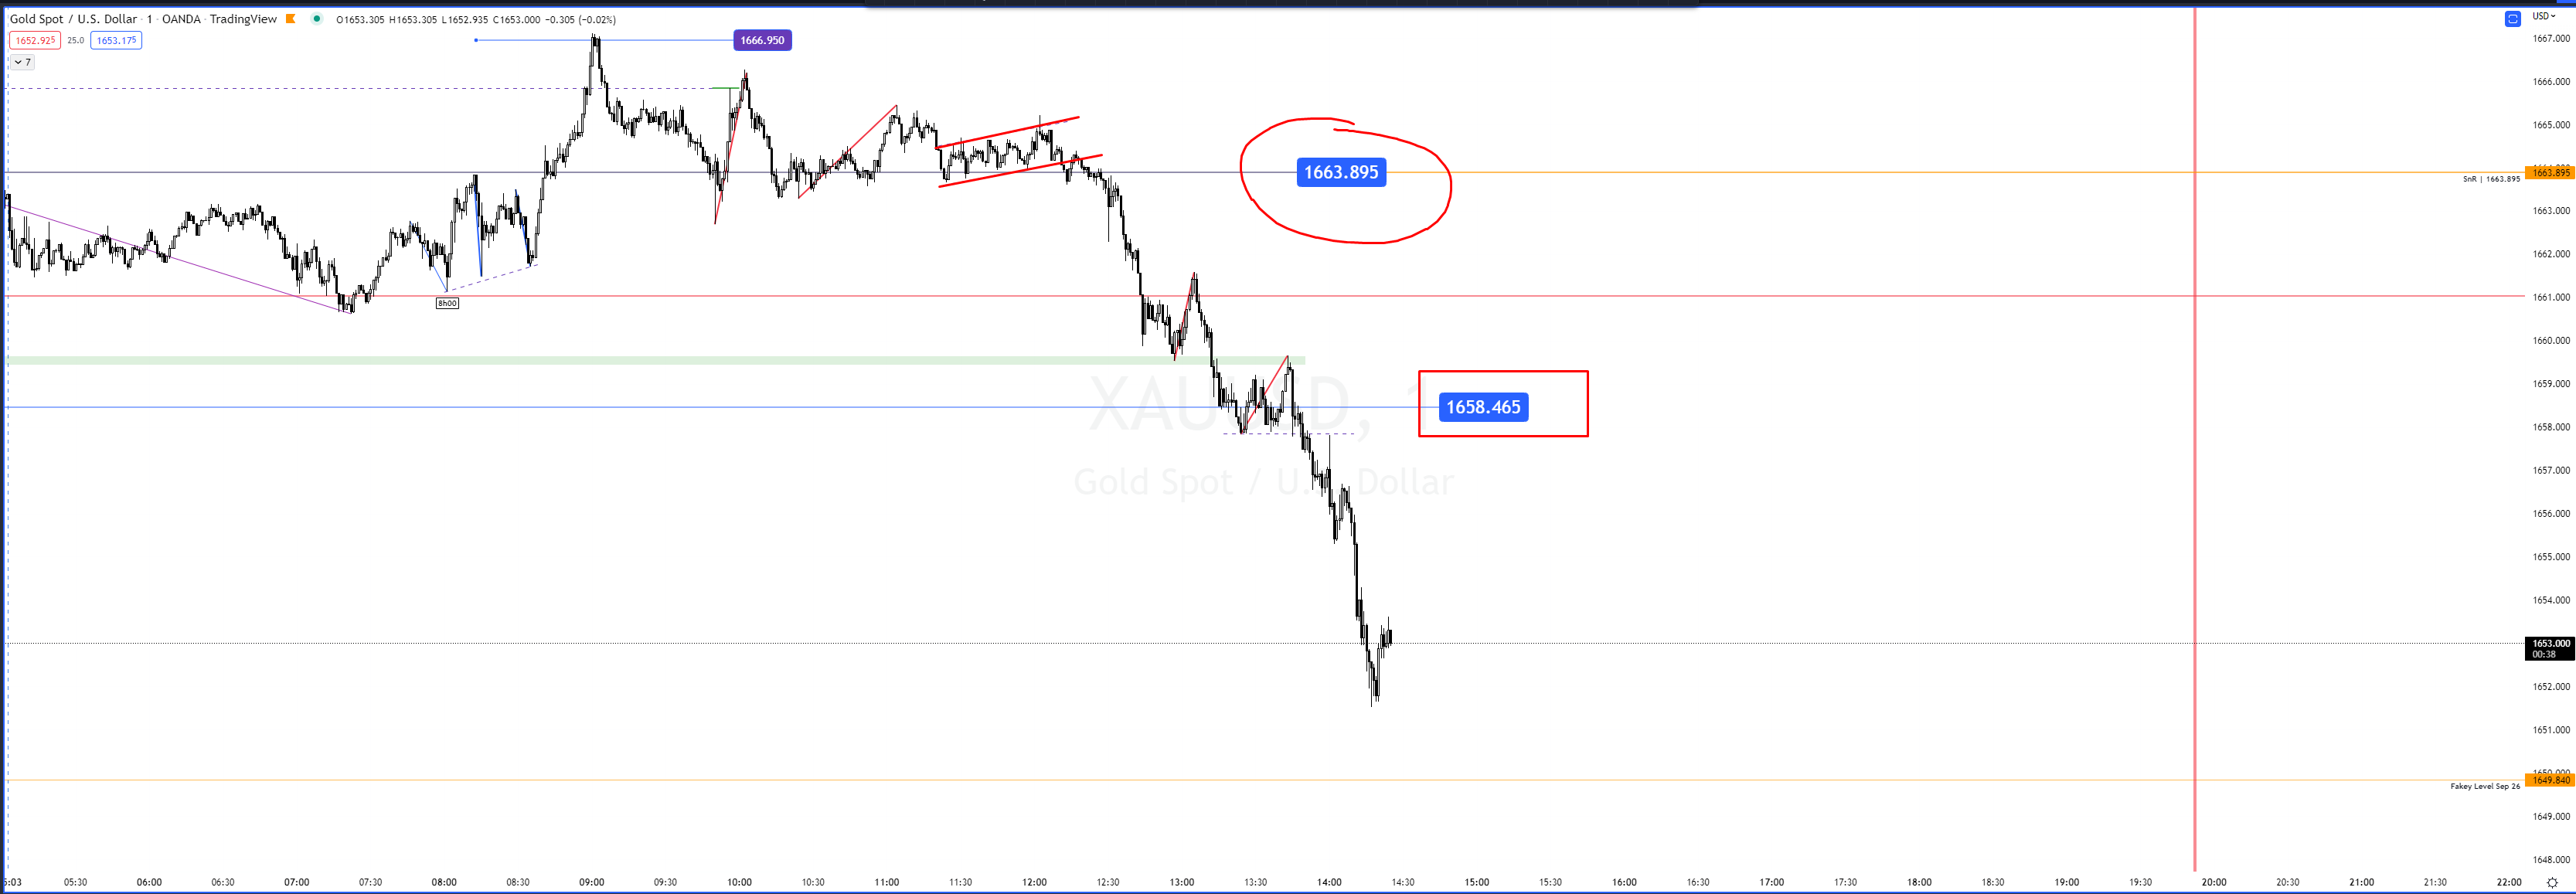 Gold Spot / U.S. Dollar · 1 · OANDA · TradingView O1653.305 H1653.305 L1652.935 C1653.000 −0.305 (−0.02%)
1652.925 25.0 1653.175
7
USD
1667.000
1666.950
1666.000
1665.000
1663.895
1663.895
SnR | 1663.895
1663.000
1662.000
8h00
1661.000
1660.000
1659.000
XAUUSD, 1
1658.465
1658.000
Gold Spot / U.S. Dollar
1657.000
1656.000
1655.000
1654.000
1653.000
00:38
1652.000
1651.000
1649.840
Fakey Level Sep 26
1649.000
1648.000
5:03 05:30 06:00 06:30 07:00 07:30 08:00 08:30 09:00 09:30 10:00 10:30 11:00 11:30 12:00 12:30 13:00 13:30 14:00 14:30 15:00 15:30 16:00 16:30 17:00 17:30 18:00 18:30 19:00 19:30 20:00 20:30 21:00 21:30 22:00